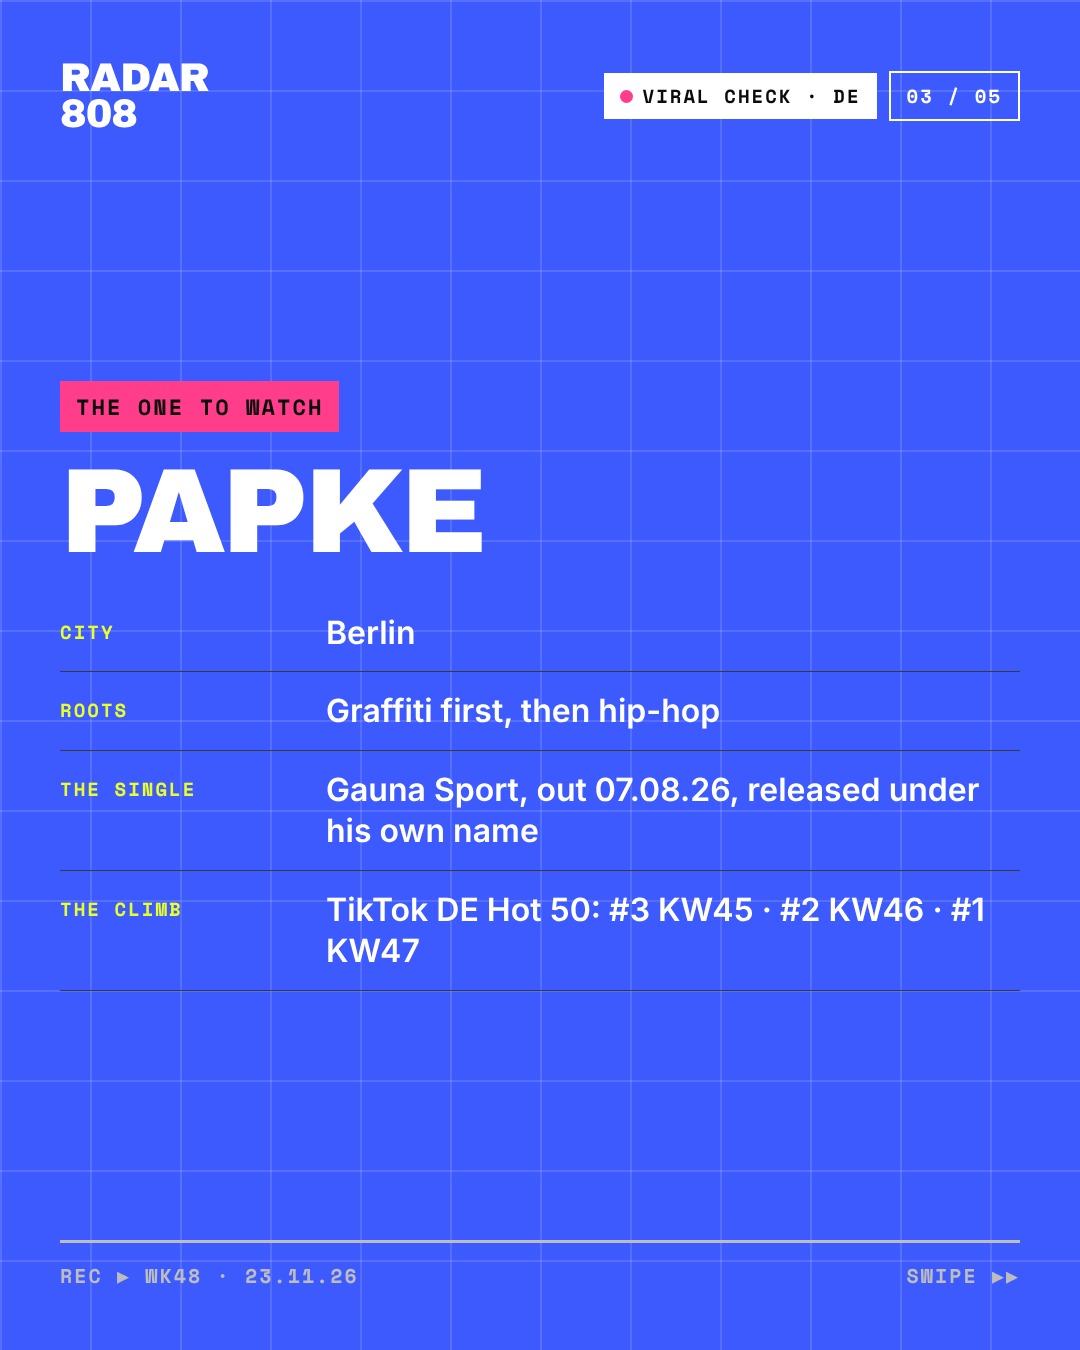 RADAR
808
VIRAL CHECK · DE
03 / 05
THE ONE TO WATCH
PAPKE
CITY
Berlin
ROOTS
Graffiti first, then hip-hop
THE SINGLE
Gauna Sport, out 07.08.26, released under
his own name
THE CLIMB
TikTok DE Hot 50: #3 KW45 · #2 KW46 · #1
KW47
REC ▶ WK48 · 23.11.26
SWIPE ▶▶